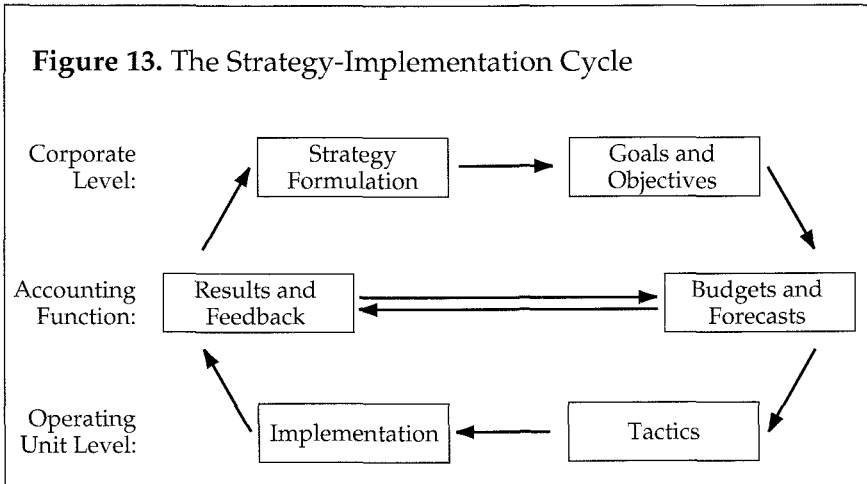 Figure 13. The Strategy-Implementation Cycle
Corporate
Level:
Strategy
Formulation
Goals and
Objectives
Accounting
Function:
Results and
Feedback
Budgets and
Forecasts
Operating
Unit Level:
Implementation
Tactics